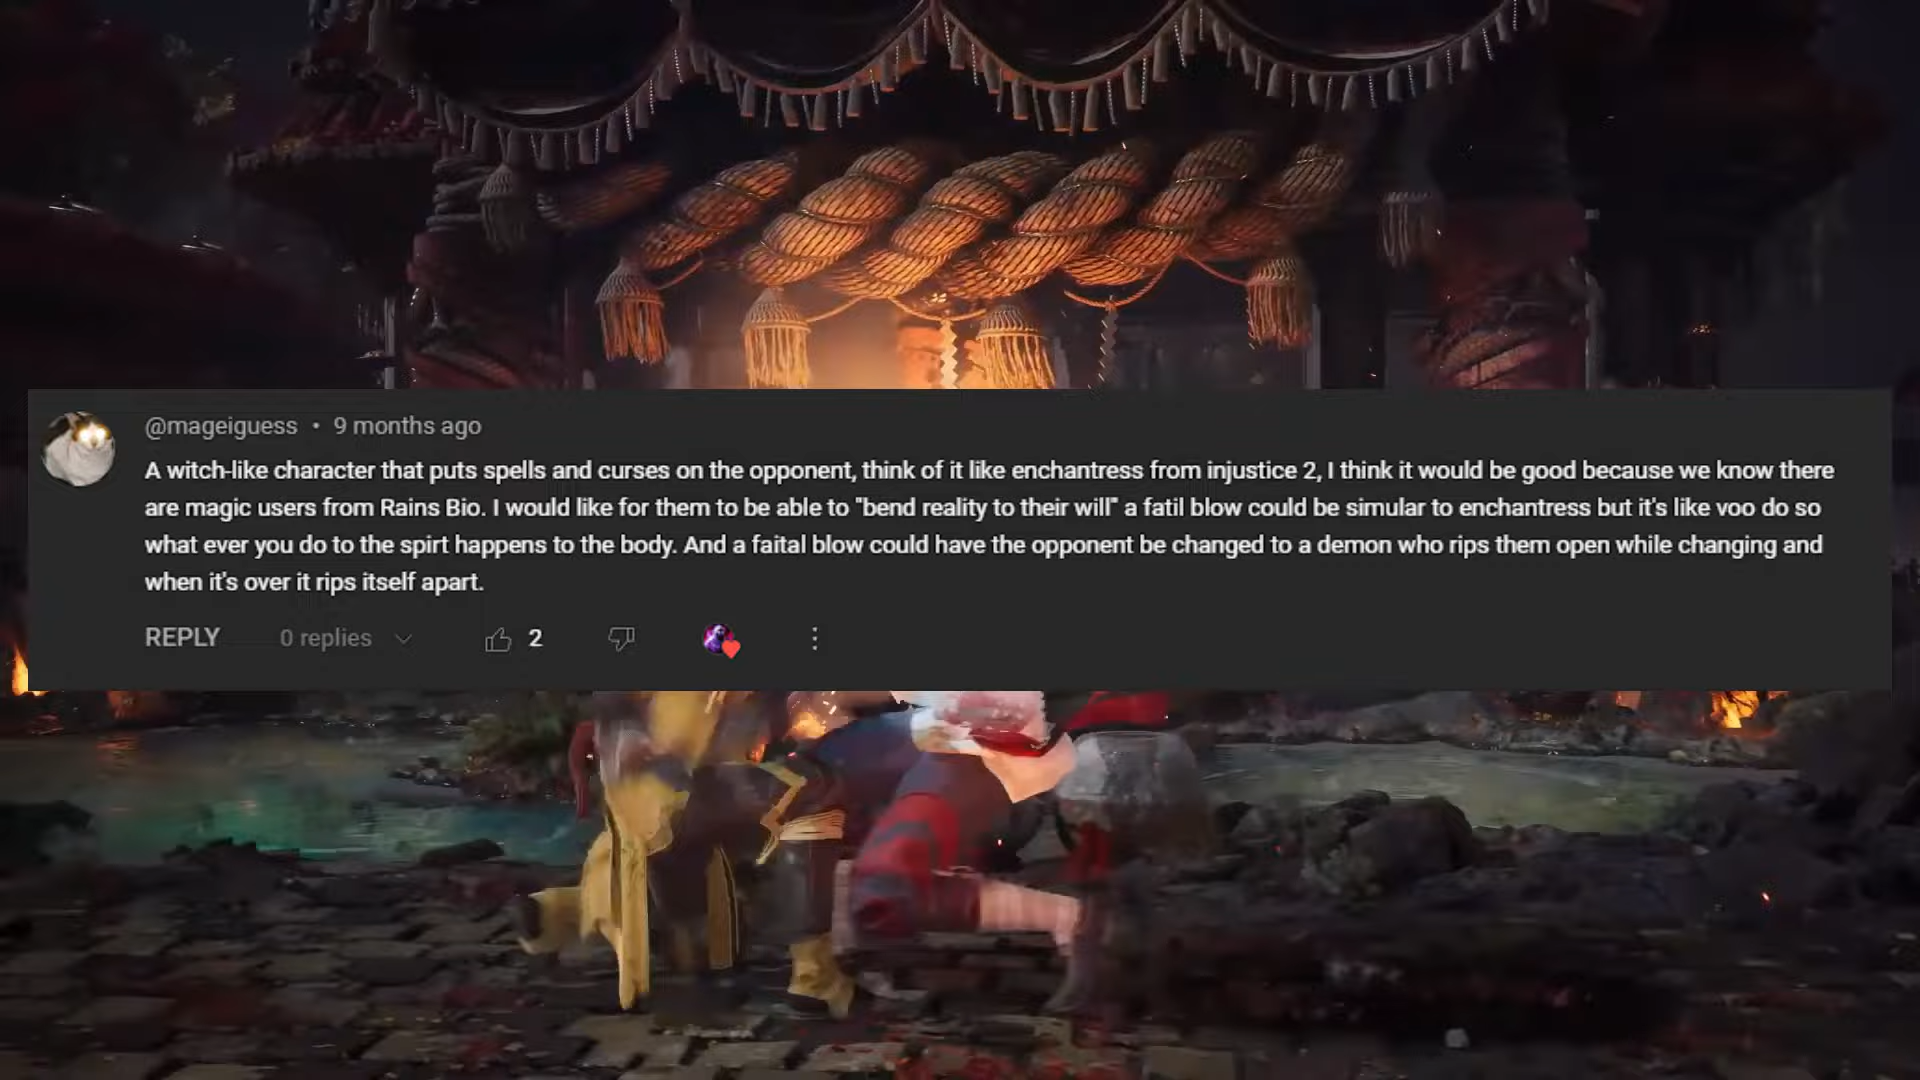 @mageiguess • 9 months ago
A witch-like character that puts spells and curses on the opponent, think of it like enchantress from injustice 2, I think it would be good because we know there
are magic users from Rains Bio. I would like for them to be able to "bend reality to their will" a fatil blow could be simular to enchantress but it's like voo do so
what ever you do to the spirt happens to the body. And a faital blow could have the opponent be changed to a demon who rips them open while changing and
when it's over it rips itself apart.
REPLY 0 replies 2